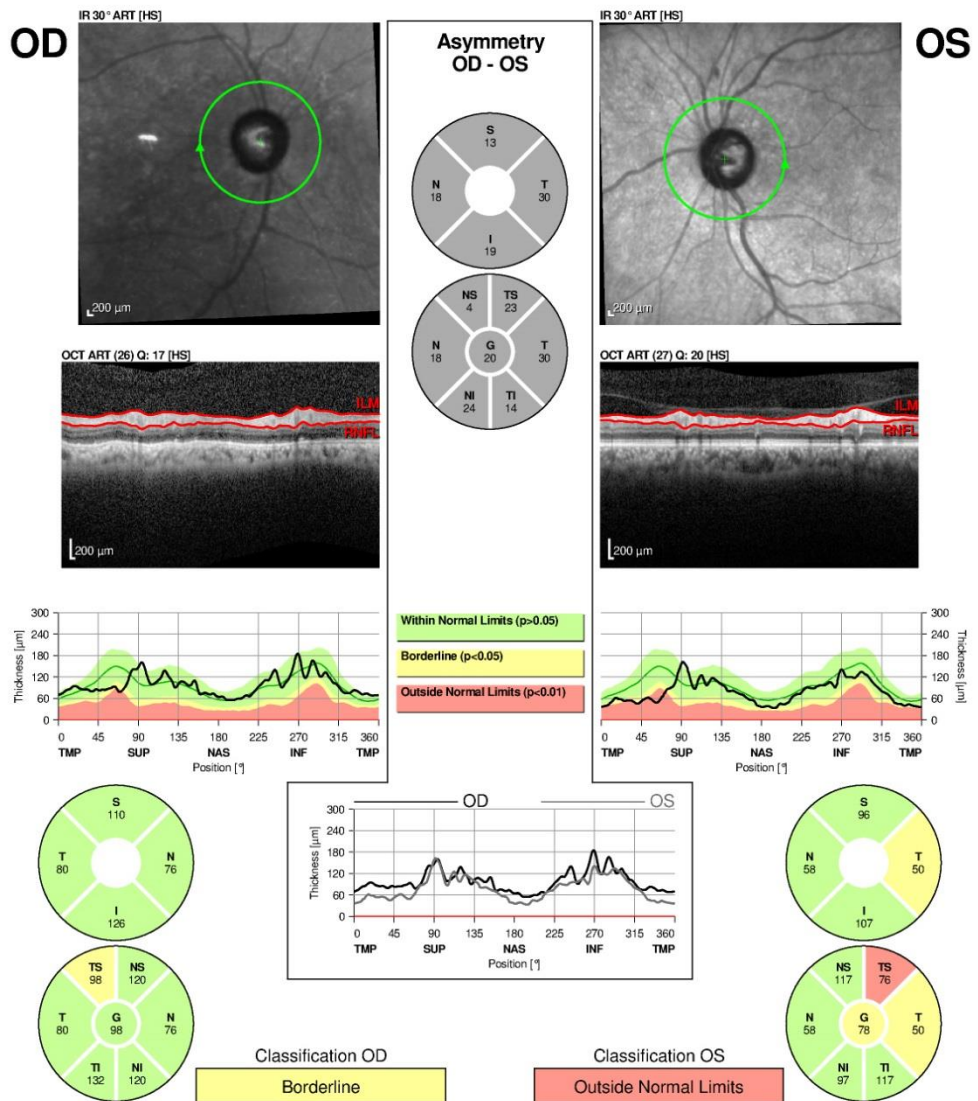 IR 30° ART [HS]
OD
200 µm
Asymmetry
OD - OS
S
13
N
18
T
30
I
19
NS
4
TS
23
N
18
G
20
T
30
NI
24
TI
14
IR 30° ART [HS]
OS
200 µm
OCT ART (26) Q: 17 [HS]
ILM
RNFL
200 µm
OCT ART (27) Q: 20 [HS]
ILM
RNFL
200 µm
Thickness [µm]
300
240
180
120
60
0
0 45 90 135 180 225 270 315 360
TMP SUP NAS INF TMP
Position [°]
Within Normal Limits (p>0.05)
Borderline (p<0.05)
Outside Normal Limits (p<0.01)
300
240
180
120
60
0
Thickness [µm]
0 45 90 135 180 225 270 315 360
TMP SUP NAS INF TMP
Position [°]
S
110
T
80
N
76
I
126
TS
98
NS
120
T
80
G
98
N
76
TI
132
NI
120
Classification OD
Borderline
OD OS
Thickness [µm]
300
240
180
120
60
0
0 45 90 135 180 225 270 315 360
TMP SUP NAS INF TMP
Position [°]
S
96
N
58
T
50
I
107
NS
117
TS
76
N
58
G
78
T
50
NI
97
TI
117
Classification OS
Outside Normal Limits